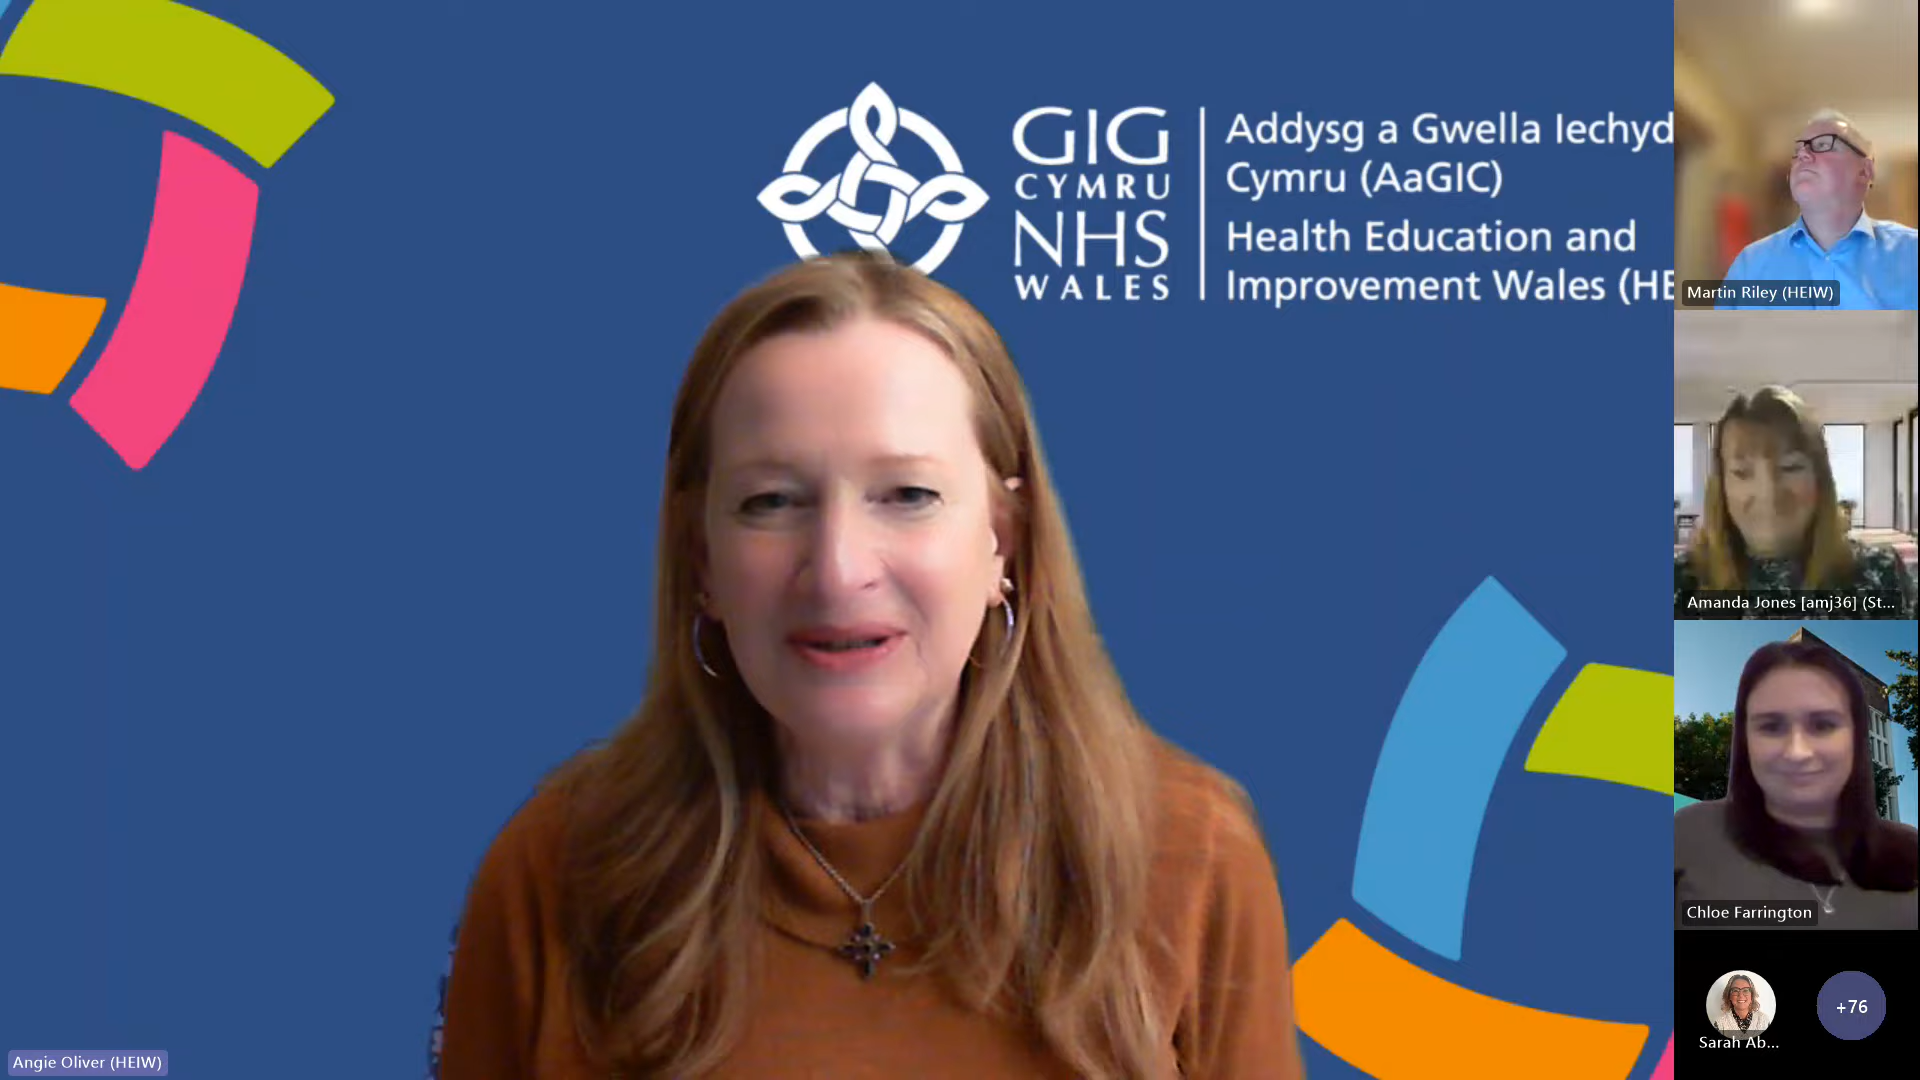 GIG
CYMRU
NHS
WALES
Addysg a Gwella Iechyd
Cymru (AaGIC)
Health Education and
Improvement Wales (HE
Martin Riley (HEIW)
Amanda Jones [amj36] (St...
Chloe Farrington
Sarah Ab...
+76
Angie Oliver (HEIW)